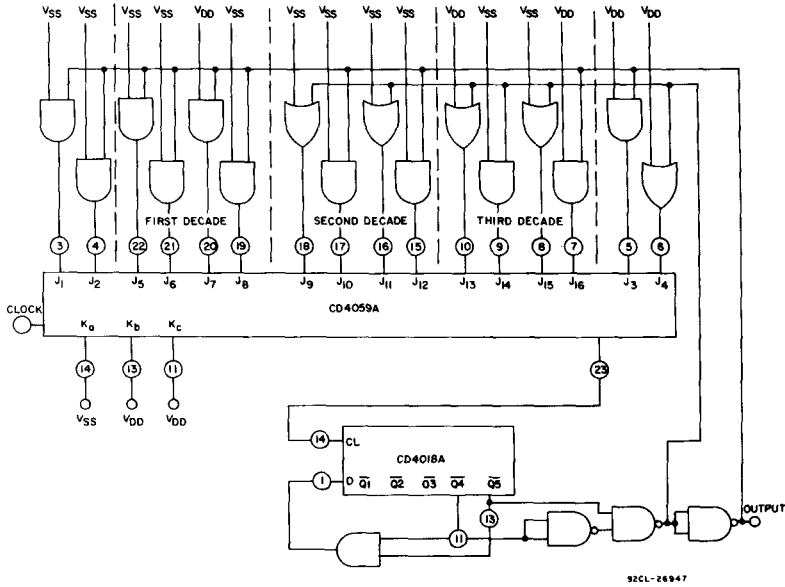 VSS VSS VSS VSS VDD VSS VSS VSS VSS VSS VDD VSS VSS VDD VDD VDD
FIRST DECADE SECOND DECADE THIRD DECADE
3 4 22 21 20 19 18 17 16 15 10 9 8 7 5 6
J1 J2 J5 J6 J7 J8 J9 J10 J11 J12 J13 J14 J15 J16 J3 J4
CLOCK
CD4059A
Ka Kb Kc
14 13 11
23
VSS VDD VDD
14 CL
CD4018A
1 D Q1 Q2 Q3 Q4 Q5
13
11
OUTPUT
92CL-26947